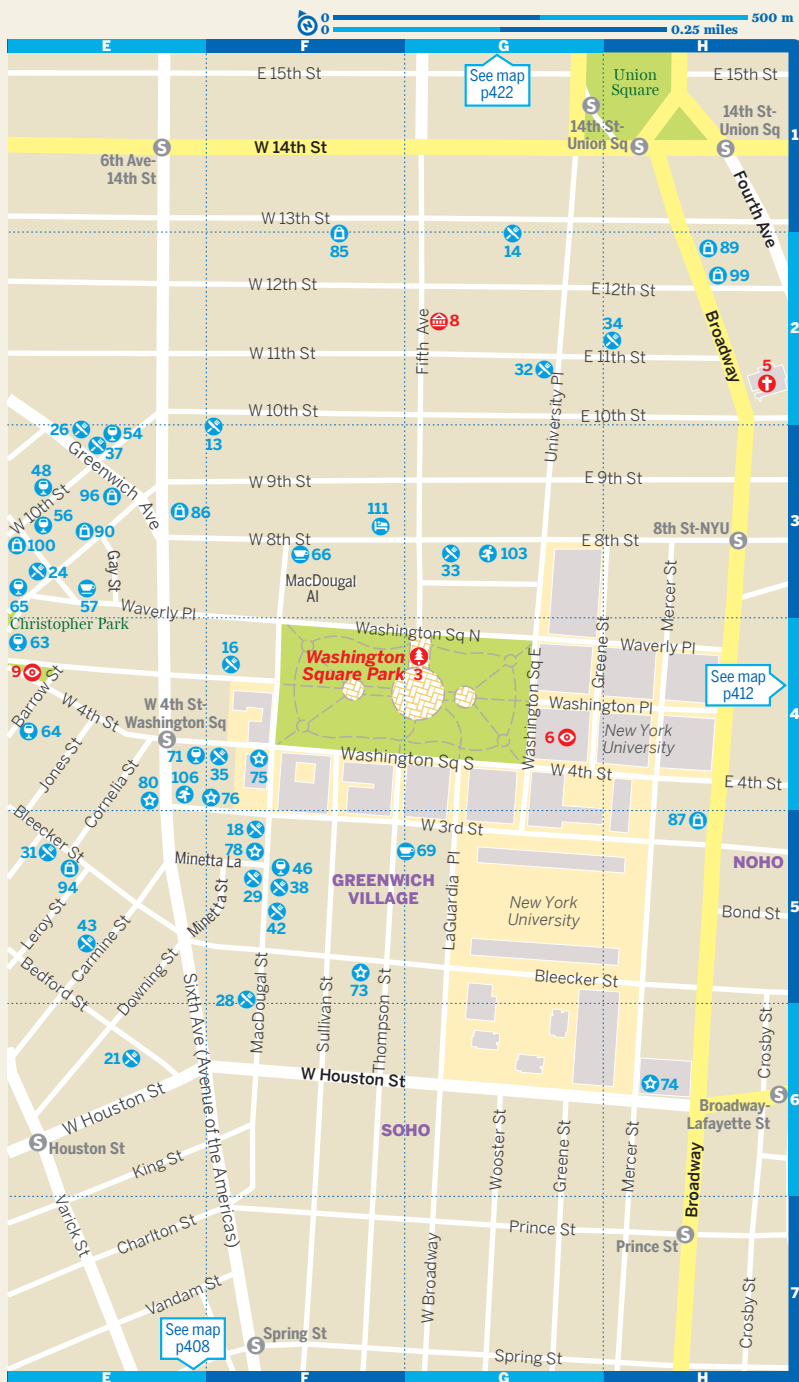 N
0
500 m
0
0.25 miles
E
F
G
H
E 15th St
See map
p422
Union
Square
E 15th St
14th St-
Union Sq
14th St-
Union Sq
S
S
S
1
S
6th Ave-
14th St
W 14th St
Fourth Ave
W 13th St
85
14
89
99
W 12th St
E 12th St
2
8
Fifth Ave
34
Broadway
W 11th St
32
E 11th St
5
University Pl
W 10th St
E 10th St
26
54
37
13
Greenwich Ave
48
W 9th St
E 9th St
96
W 10th St
86
111
56
90
3
100
W 8th St
66
33
103
E 8th St
8th St-NYU
S
24
Gay St
MacDougal
Al
Mercer St
65
57
Waverly Pl
Christopher Park
Washington Sq N
Greene St
Waverly Pl
63
16
Washington
Square Park 3
9
Washington Sq E
See map
p412
Barrow St
W 4th St
W 4th St-
Washington Sq
S
Washington Pl
4
64
6
New York
University
Jones St
71
35
75
Washington Sq S
W 4th St
E 4th St
Cornelia St
80
106
76
87
Bleecker St
18
W 3rd St
31
78
Minetta La
69
94
46
LaGuardia Pl
NOHO
29
38
GREENWICH
VILLAGE
Minetta St
42
New York
University
5
Leroy St
43
Carmine St
Bond St
Bedford St
Downing St
73
Bleecker St
28
Sixth Ave (Avenue of the Americas)
MacDougal St
Sullivan St
Thompson St
Crosby St
21
W Houston St
74
W Houston St
S
Broadway-
Lafayette St
6
S
Houston St
SOHO
Wooster St
Greene St
Mercer St
Broadway
King St
Varick St
Charlton St
Prince St
Prince St
S
W Broadway
Crosby St
7
Vandam St
See map
p408
S
Spring St
Spring St
E
F
G
H